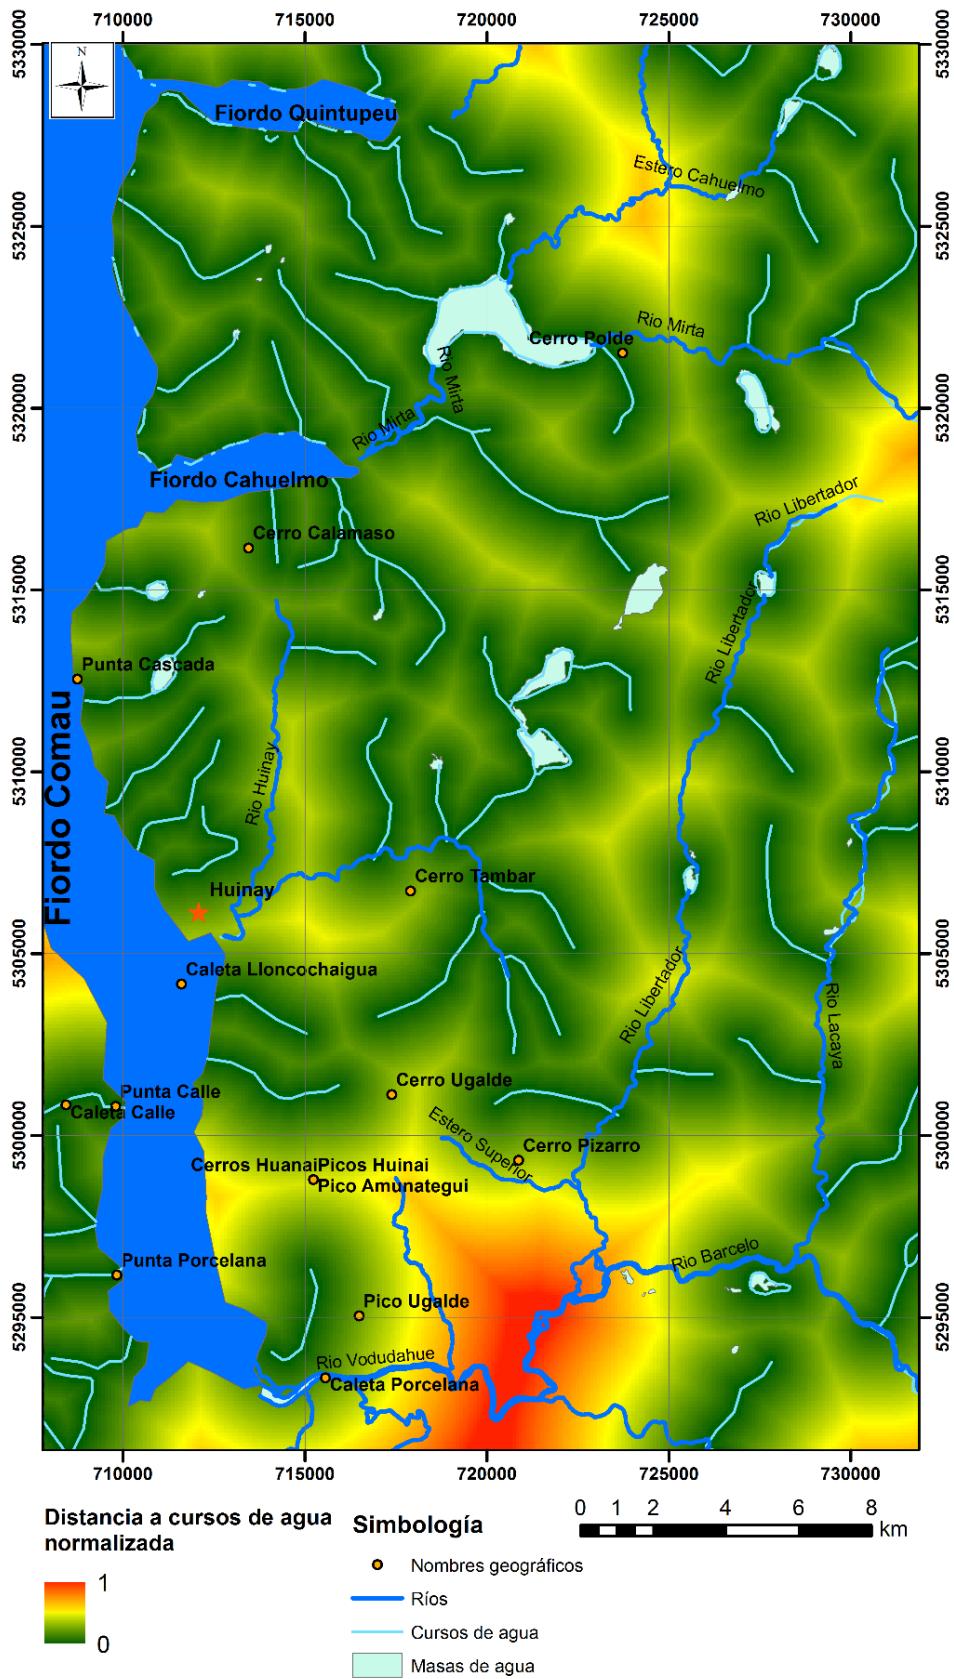 710000 715000 720000 725000 730000
5330000
5330000
N
Fiordo Quintupeu
Estero Cahuelmo
5325000
5325000
Rio Mirta
Cerro Polde
Rio Mirta
Rio Mirta
5320000
5320000
Fiordo Cahuelmo
Rio Libertador
Cerro Calamaso
5315000
5315000
Rio Libertador
Punta Cascada
Fiordo Comau
Rio Huinay
5310000
5310000
Cerro Tambar
Huinay
5305000
5305000
Caleta Lloncochaigua
Rio Libertador
Rio Lacaya
Cerro Ugalde
Punta Calle
Caleta Calle
Estero Superior
5300000
5300000
Cerro Pizarro
Cerros Huanai
Picos Huinai
Pico Amunategui
Rio Barcelo
Punta Porcelana
Pico Ugalde
5295000
5295000
Rio Vodudahue
Caleta Porcelana
710000 715000 720000 725000 730000
Distancia a cursos de agua
normalizada
1
0
Simbología
Nombres geográficos
Ríos
Cursos de agua
Masas de agua
0 1 2 4 6 8
km